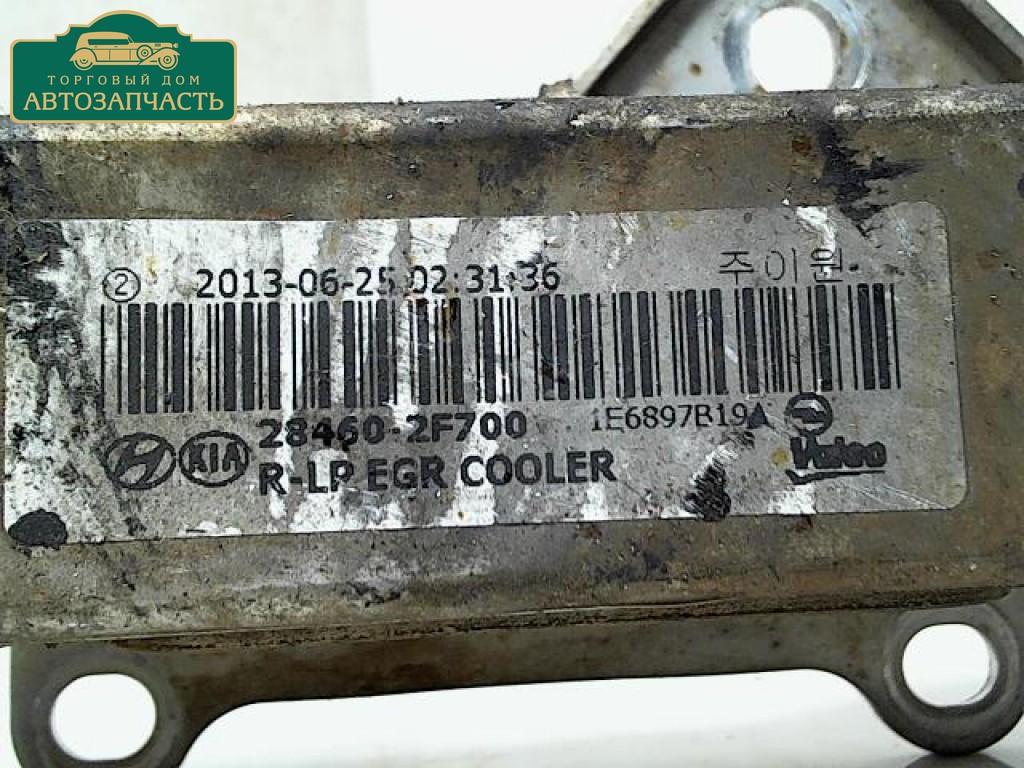 ТОРГОВЫЙ ДОМ
АВТОЗАПЧАСТЬ
② 2013-06-25 02:31:36 주이원
28460-2F700 1E6897B19A
KIA R-LP EGR COOLER Valeo